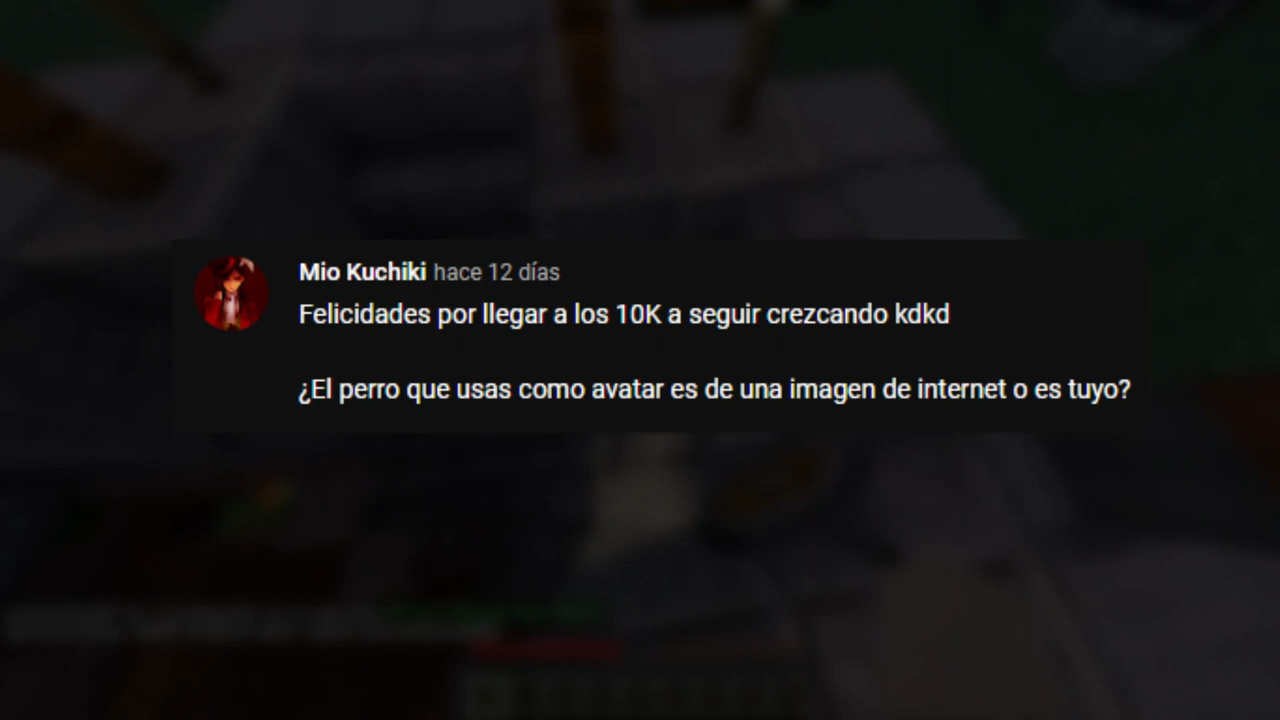 Mio Kuchiki hace 12 días
Felicidades por llegar a los 10K a seguir crezcando kdkd
¿El perro que usas como avatar es de una imagen de internet o es tuyo?